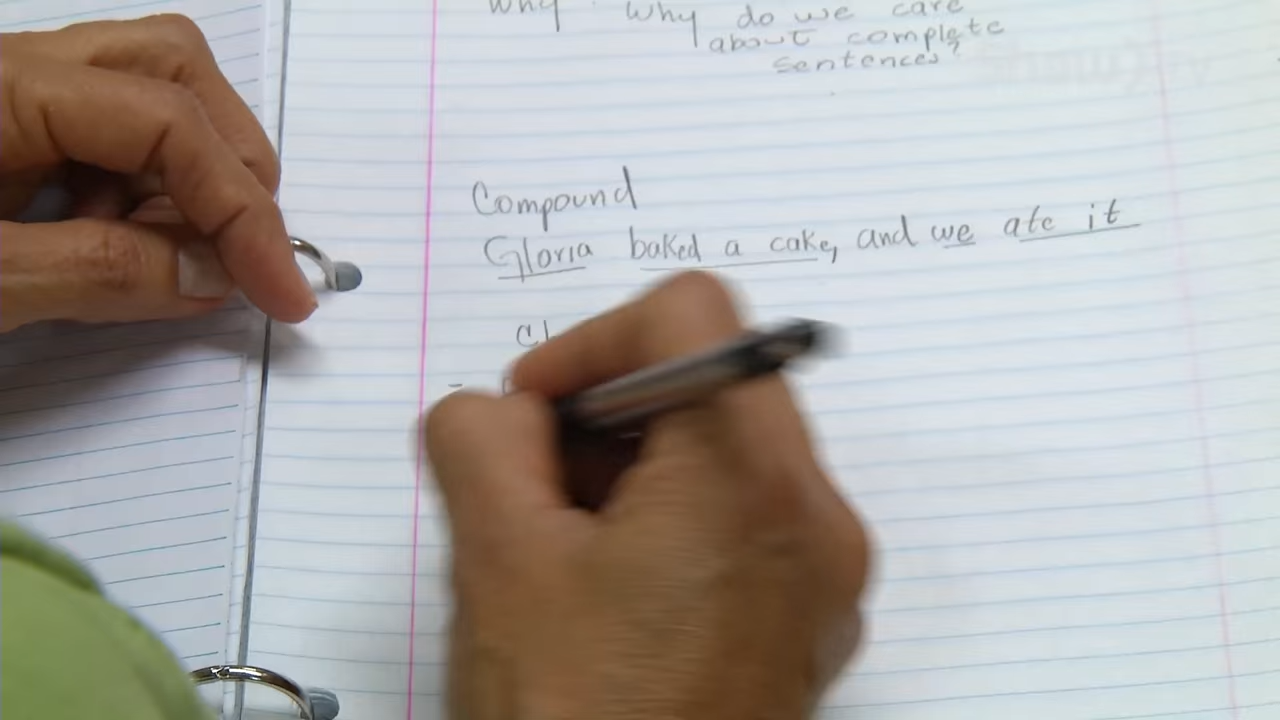 Why? Why do we care
about complete
sentences?
Compound
Gloria baked a cake, and we ate it